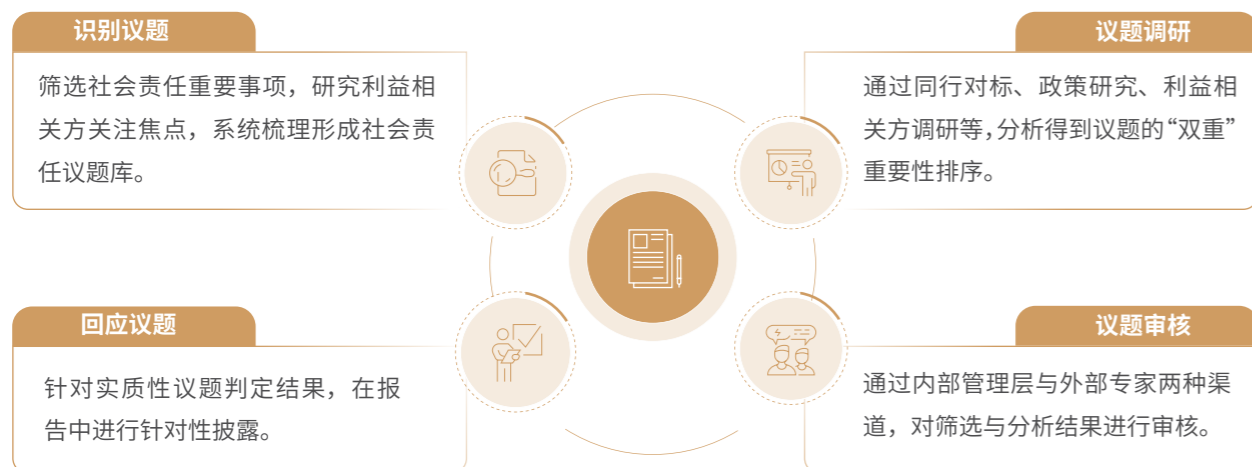 识别议题
筛选社会责任重要事项，研究利益相
关方关注焦点，系统梳理形成社会责
任议题库。
议题调研
通过同行对标、政策研究、利益相
关方调研等，分析得到议题的“双重”
重要性排序。
回应议题
针对实质性议题判定结果，在报
告中进行针对性披露。
议题审核
通过内部管理层与外部专家两种渠
道，对筛选与分析结果进行审核。